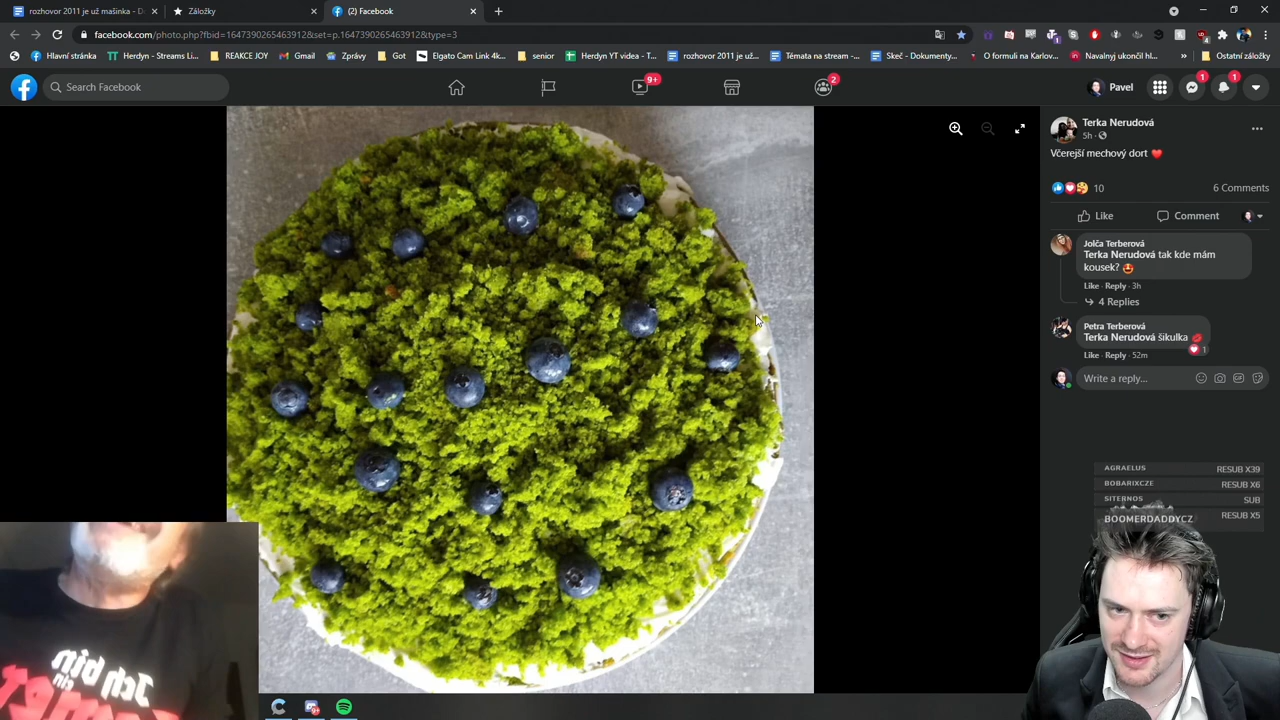 rozhovor 2011 je už mašinka - D
Záložky
(2) Facebook
facebook.com/photo.php?fbid=1647390265463912&set=p.1647390265463912&type=3
Hlavní stránka
Herdyn - Streams Li...
REAKCE JOY
Gmail
Zprávy
Got
Elgato Cam Link 4k...
senior
Herdyn YT videa - T...
rozhovor 2011 je už...
Témata na stream -...
Skeč - Dokumenty...
O formuli na Karlov...
Navalnyj ukončil hl...
»
Ostatní záložky
Search Facebook
9+
2
Pavel
1
1
Terka Nerudová
5h
Včerejší mechový dort ❤️
10
6 Comments
Like
Comment
Jolča Terberová
Terka Nerudová tak kde mám
kousek? 🤩
Like · Reply · 3h
4 Replies
Petra Terberová
Terka Nerudová šikulka 💋
1
Like · Reply · 52m
Write a reply...
AGRAELUS RESUB X39
BOBARIXCZE RESUB X6
SITERNOS SUB
BOOMERDADDYCZ RESUB X5
Ich bin
ein
9+